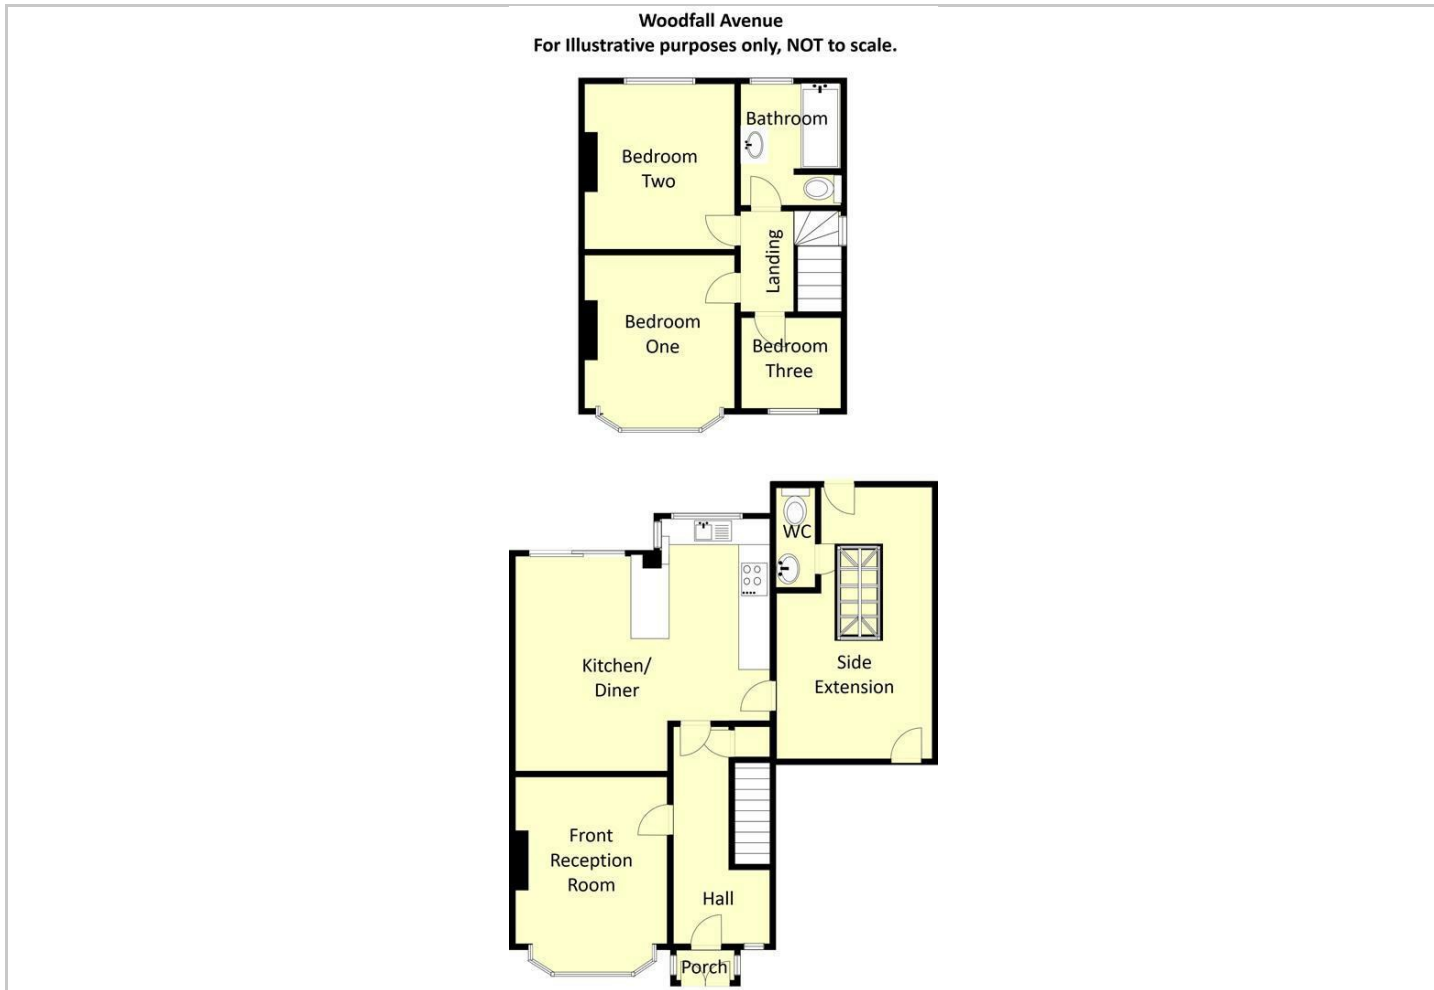 Woodfall Avenue
For Illustrative purposes only, NOT to scale.
Bathroom
Bedroom
Two
Landing
Bedroom
One
Bedroom
Three
WC
Kitchen/
Diner
Side
Extension
Front
Reception
Room
Hall
Porch